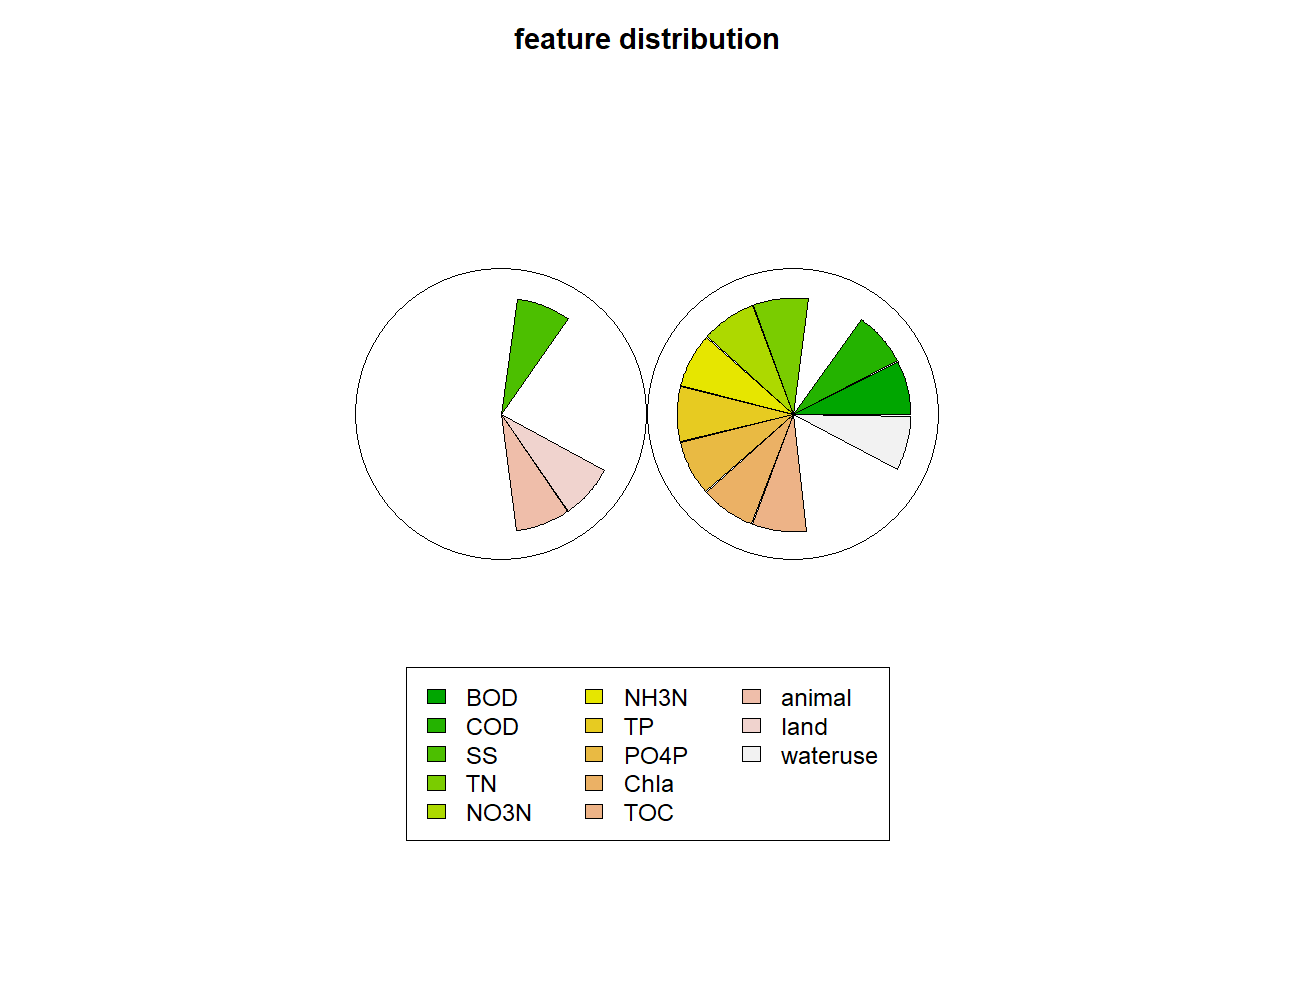 feature distribution
BOD
COD
SS
TN
NO3N
NH3N
TP
PO4P
Chla
TOC
animal
land
wateruse